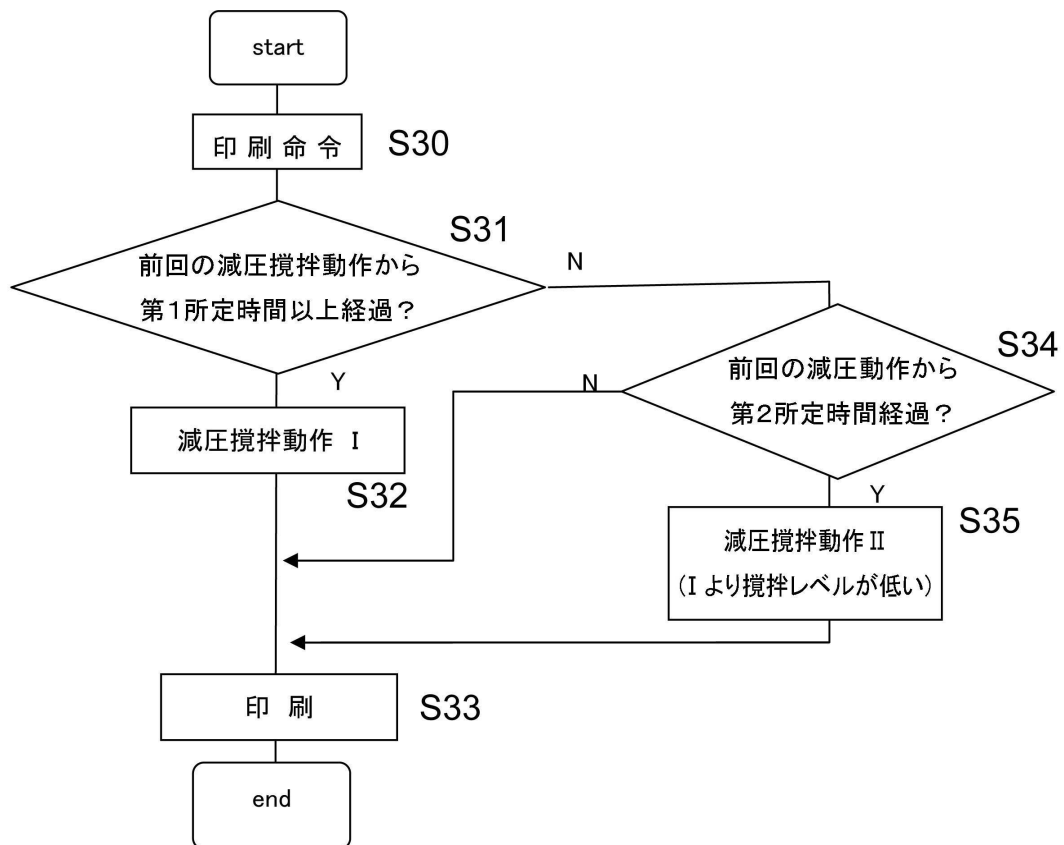 start
印刷命令
S30
S31
前回の減圧撹拌動作から
第1所定時間以上経過?
N
Y
減圧撹拌動作 Ⅰ
S32
S34
前回の減圧動作から
第2所定時間経過?
N
Y
S35
減圧撹拌動作Ⅱ
(Ⅰより撹拌レベルが低い)
印 刷
S33
end